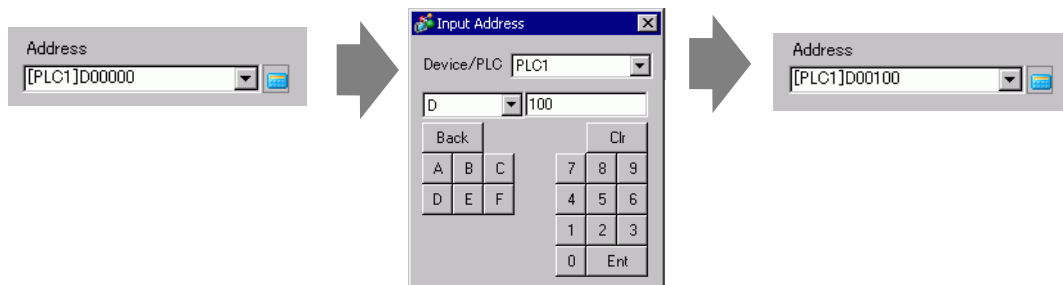 Address
[PLC1]D00000
Input Address
Device/PLC PLC1
D 100
Back Clr
A B C 7 8 9
D E F 4 5 6
1 2 3
0 Ent
Address
[PLC1]D00100